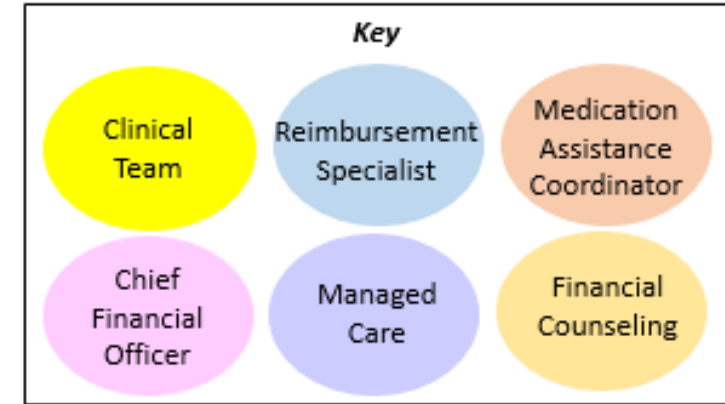 Key
Clinical
Team
Reimbursement
Specialist
Medication
Assistance
Coordinator
Chief
Financial
Officer
Managed
Care
Financial
Counseling